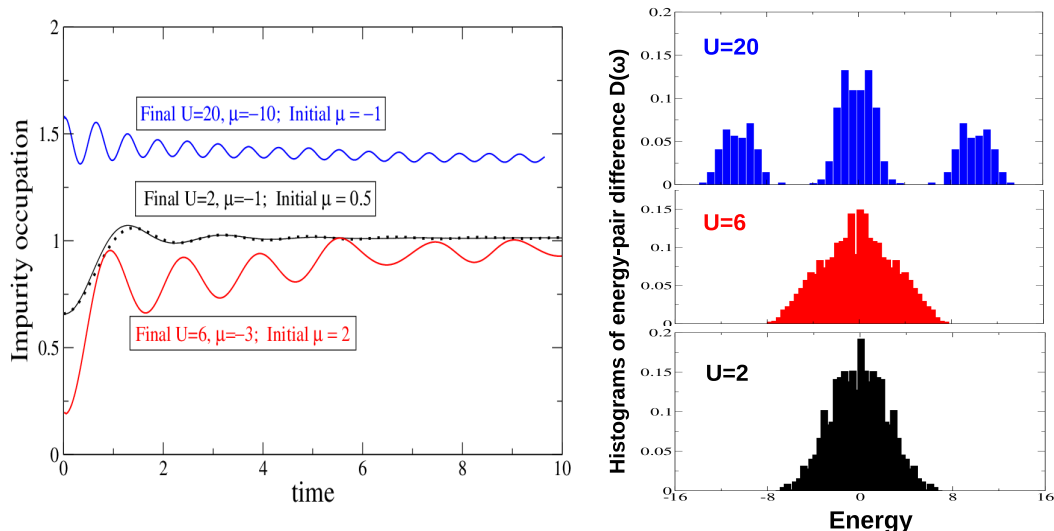 2
1.5
1
0.5
0
Impurity occupation
Final U=20, μ=−10; Initial μ = −1
Final U=2, μ=−1; Initial μ = 0.5
Final U=6, μ=−3; Initial μ = 2
0 2 4 6 8 10
time
Histograms of energy-pair difference D(ω)
0.2
0.15
0.1
0.05
0
U=20
0.15
0.1
0.05
0
U=6
0.2
0.15
0.1
0.05
0
U=2
-16 -8 0 8 16
Energy